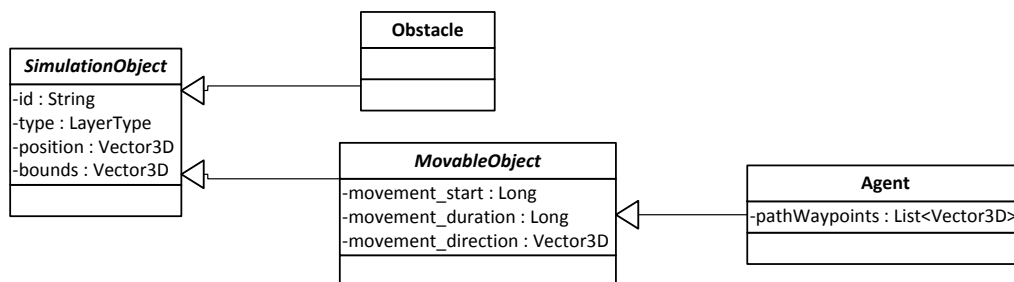 Obstacle
SimulationObject
-id : String
-type : LayerType
-position : Vector3D
-bounds : Vector3D
MovableObject
-movement_start : Long
-movement_duration : Long
-movement_direction : Vector3D
Agent
-pathWaypoints : List<Vector3D>